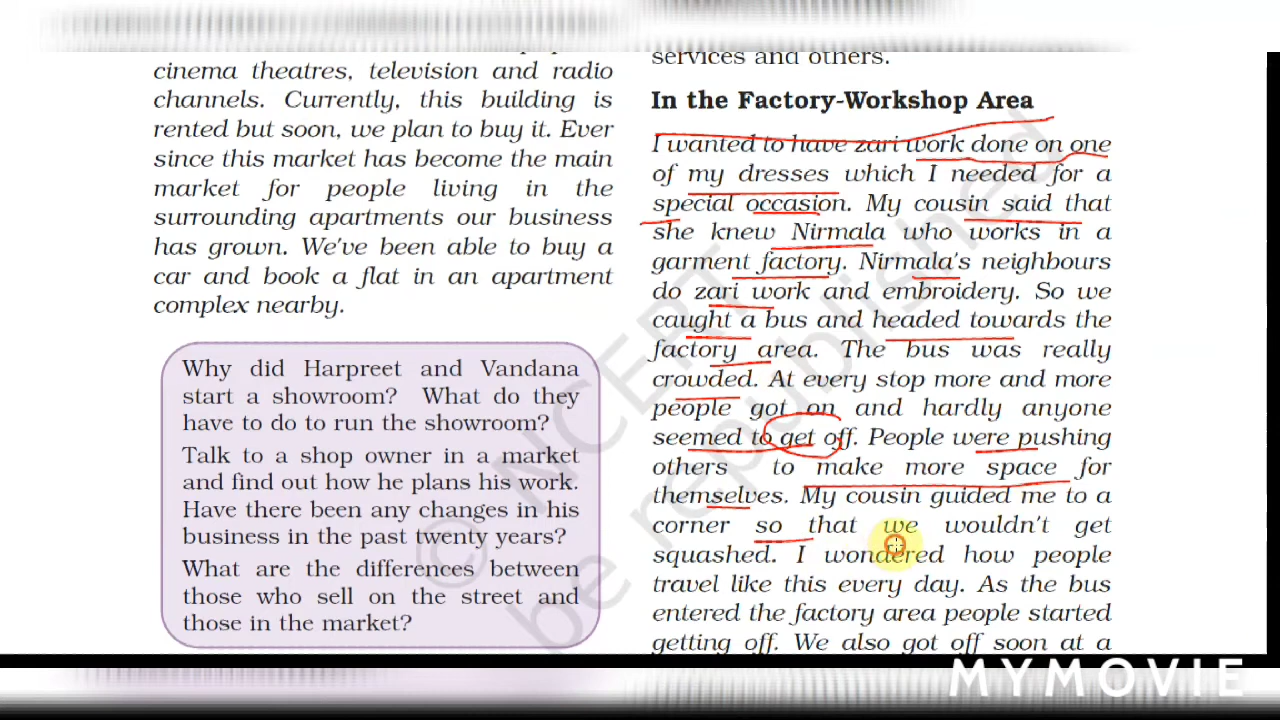 cinema theatres, television and radio
channels. Currently, this building is
rented but soon, we plan to buy it. Ever
since this market has become the main
market for people living in the
surrounding apartments our business
has grown. We've been able to buy a
car and book a flat in an apartment
complex nearby.
Why did Harpreet and Vandana
start a showroom? What do they
have to do to run the showroom?
Talk to a shop owner in a market
and find out how he plans his work.
Have there been any changes in his
business in the past twenty years?
What are the differences between
those who sell on the street and
those in the market?
services and others.
In the Factory-Workshop Area
I wanted to have zari work done on one
of my dresses which I needed for a
special occasion. My cousin said that
she knew Nirmala who works in a
garment factory. Nirmala's neighbours
do zari work and embroidery. So we
caught a bus and headed towards the
factory area. The bus was really
crowded. At every stop more and more
people got on and hardly anyone
seemed to get off. People were pushing
others to make more space for
themselves. My cousin guided me to a
corner so that we wouldn't get
squashed. I wondered how people
travel like this every day. As the bus
entered the factory area people started
getting off. We also got off soon at a
© NCERT
be republished
MYMOVIE